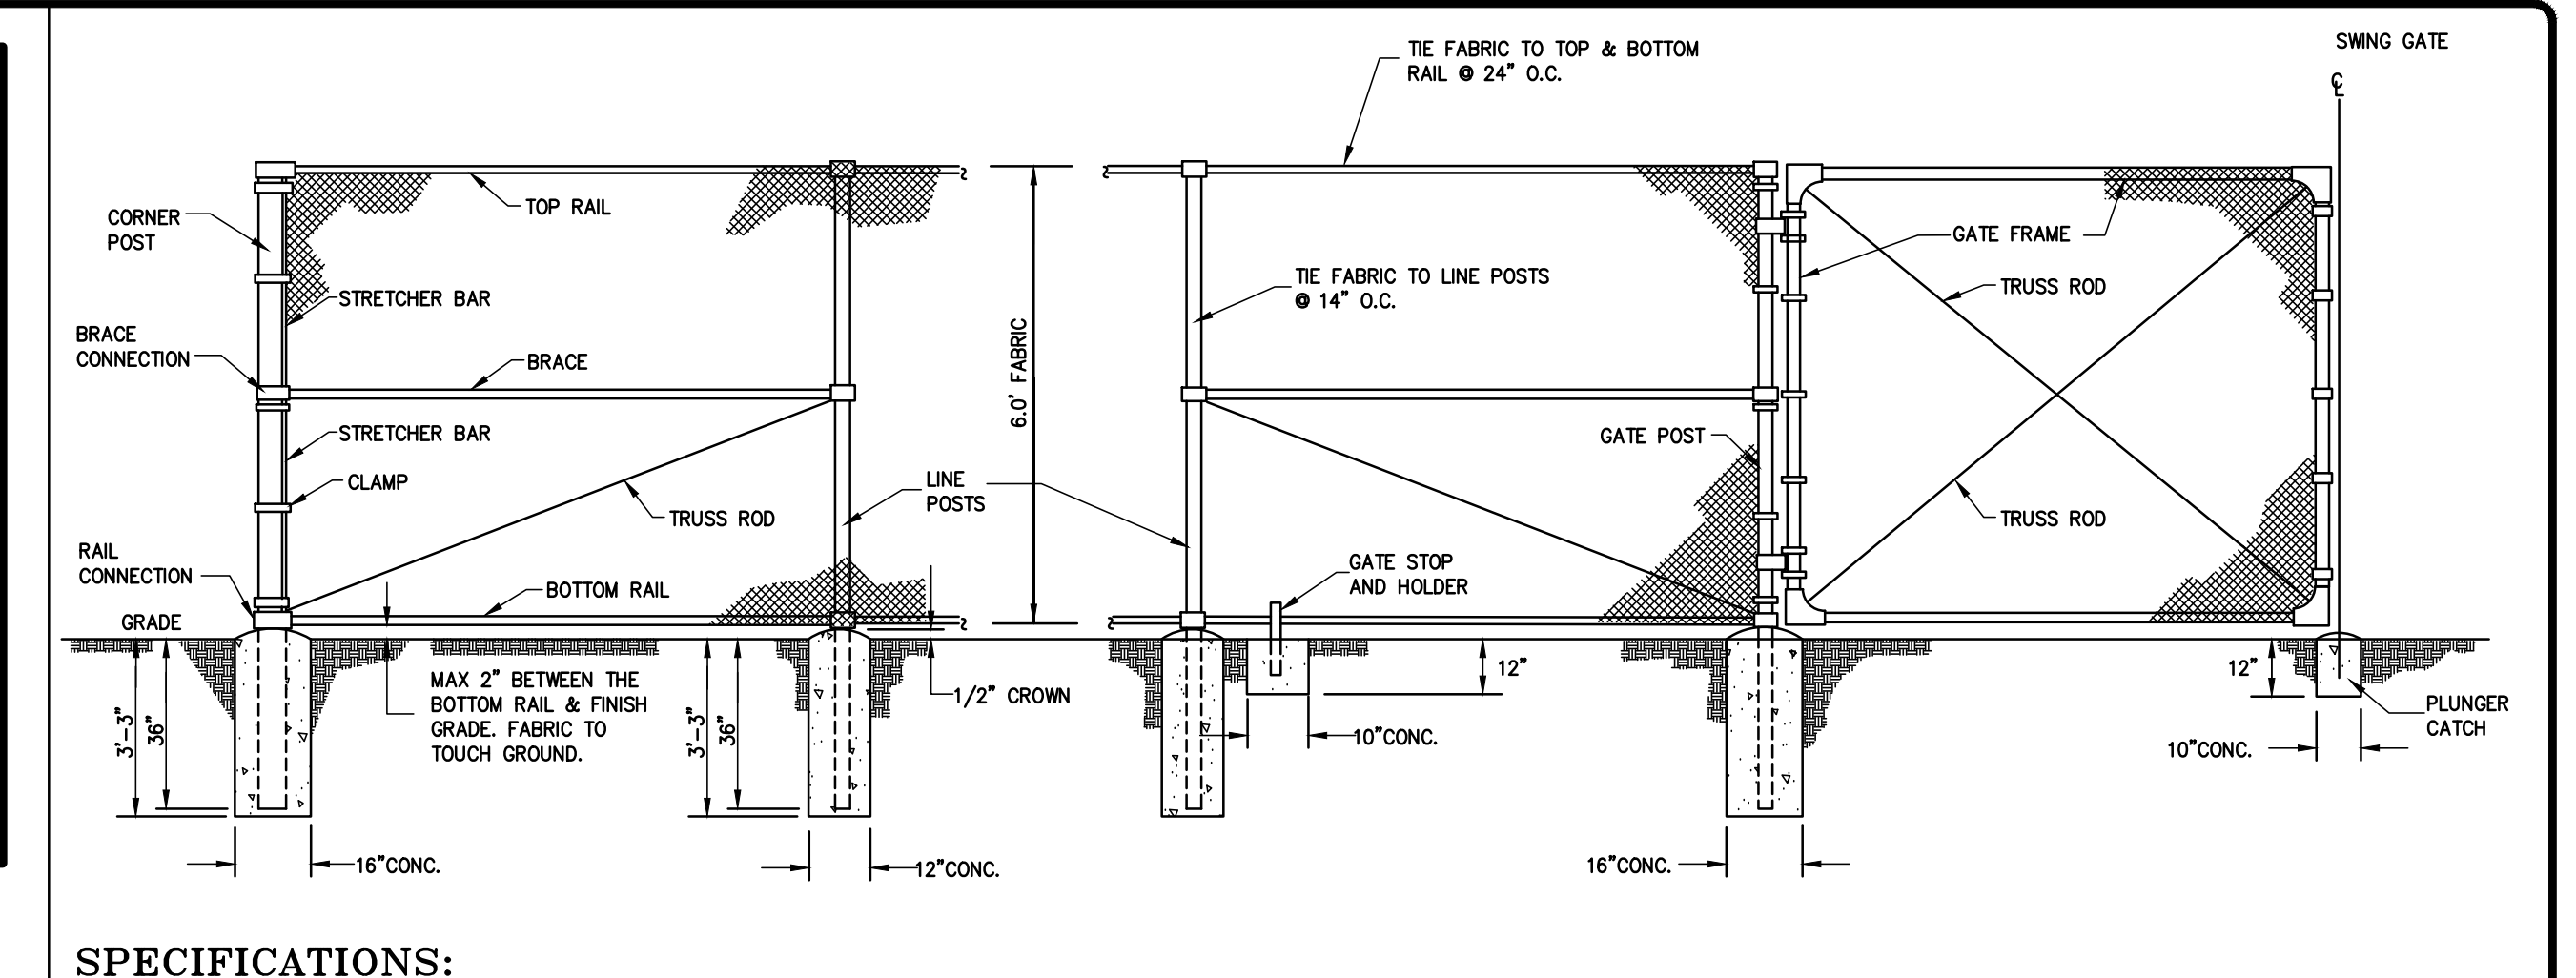 SWING GATE
℄
TIE FABRIC TO TOP & BOTTOM
RAIL @ 24" O.C.
CORNER
POST
TOP RAIL
STRETCHER BAR
BRACE
CONNECTION
BRACE
STRETCHER BAR
CLAMP
TRUSS ROD
RAIL
CONNECTION
BOTTOM RAIL
GRADE
LINE
POSTS
6.0' FABRIC
TIE FABRIC TO LINE POSTS
@ 14" O.C.
GATE POST
GATE STOP
AND HOLDER
GATE FRAME
TRUSS ROD
TRUSS ROD
3'-3"
36"
MAX 2" BETWEEN THE
BOTTOM RAIL & FINISH
GRADE. FABRIC TO
TOUCH GROUND.
3'-3"
36"
1/2" CROWN
12"
10"CONC.
12"
PLUNGER
CATCH
10"CONC.
16"CONC.
12"CONC.
16"CONC.
SPECIFICATIONS: